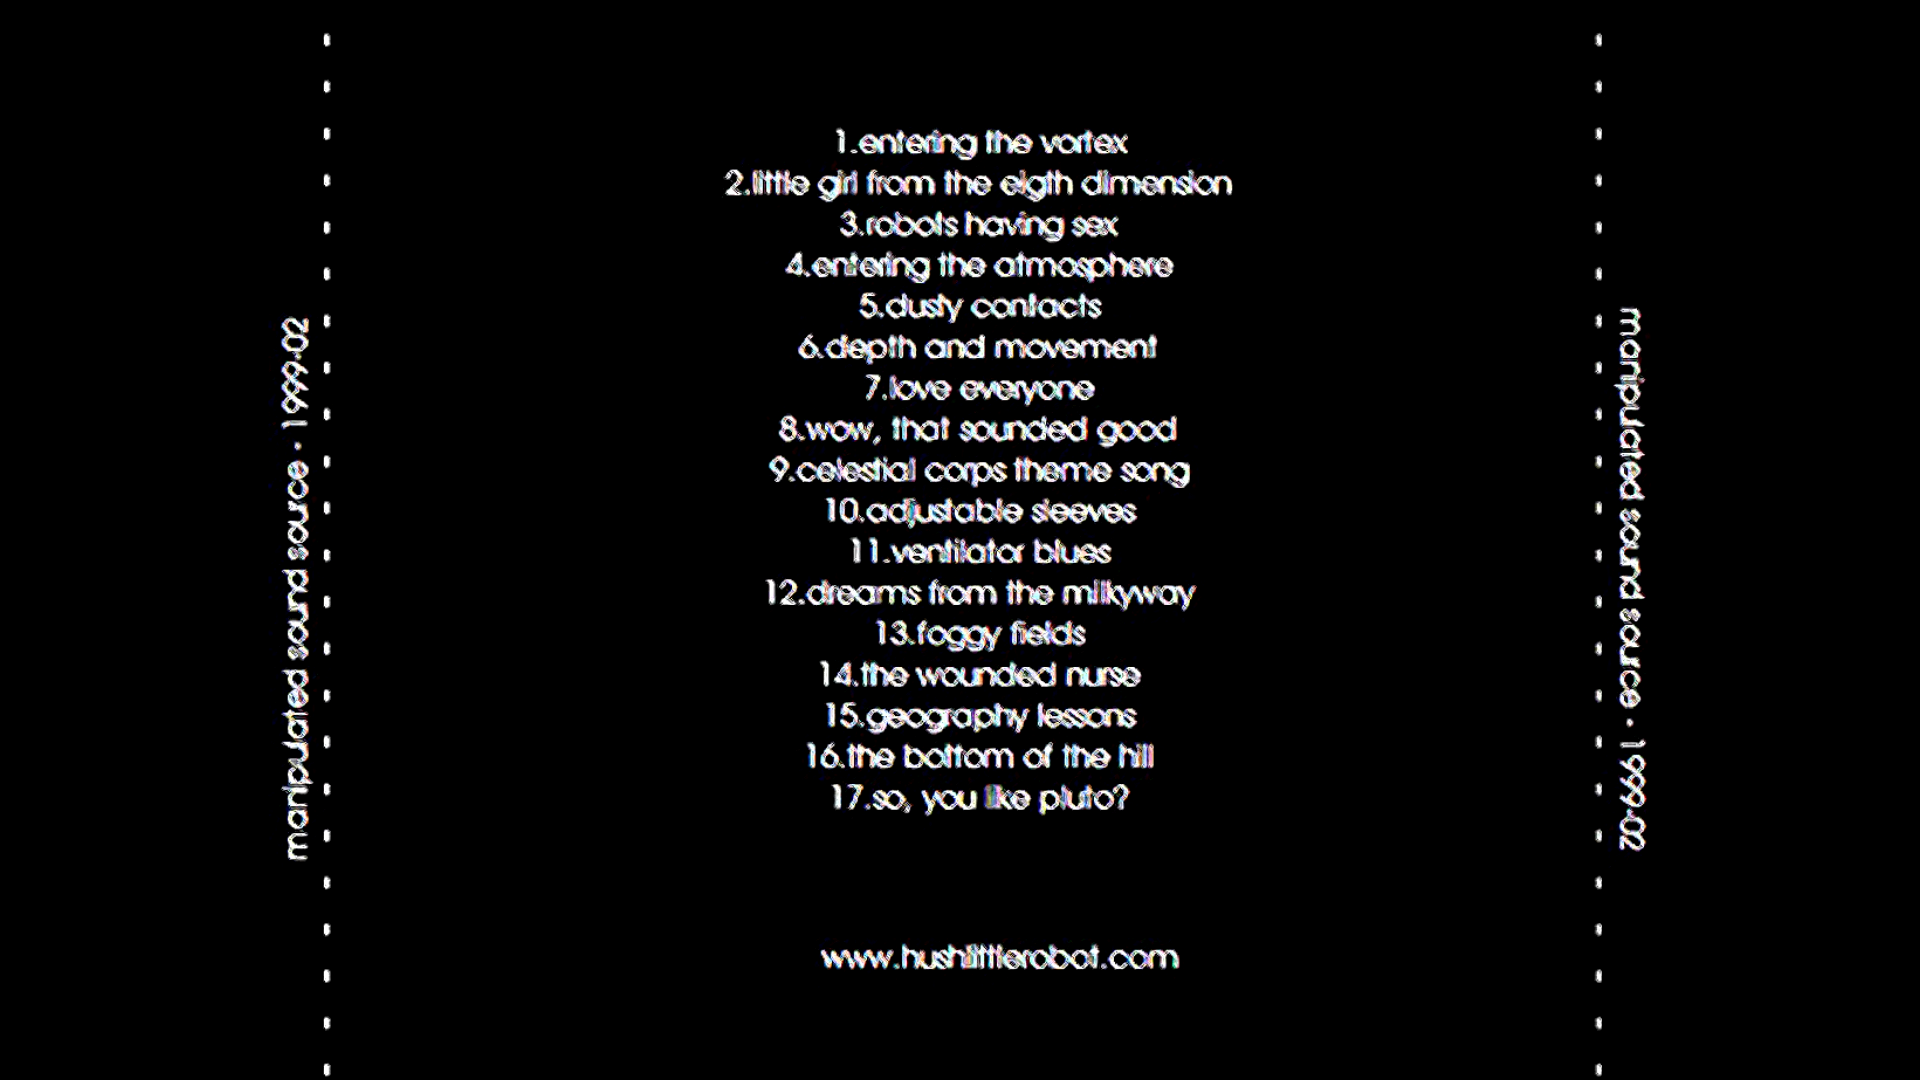 manipulated sound source · 1999-02
1.entering the vortex
2.little girl from the eigth dimension
3.robots having sex
4.entering the atmosphere
5.dusty contacts
6.depth and movement
7.love everyone
8.wow, that sounded good
9.celestial corps theme song
10.adjustable sleeves
11.ventilator blues
12.dreams from the milkyway
13.foggy fields
14.the wounded nurse
15.geography lessons
16.the bottom of the hill
17.so, you like pluto?
www.hushlittlerobot.com
manipulated sound source · 1999-02